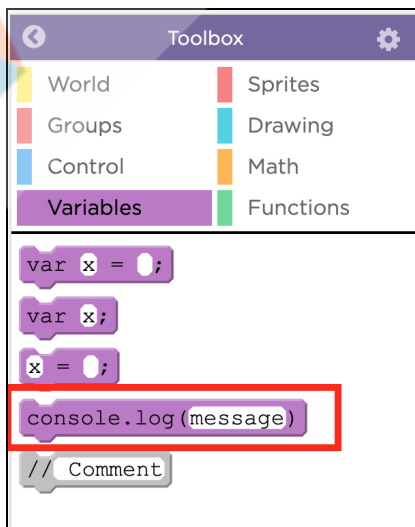 Toolbox
World Sprites
Groups Drawing
Control Math
Variables Functions
var x = ;
var x;
x = ;
console.log(message)
// Comment